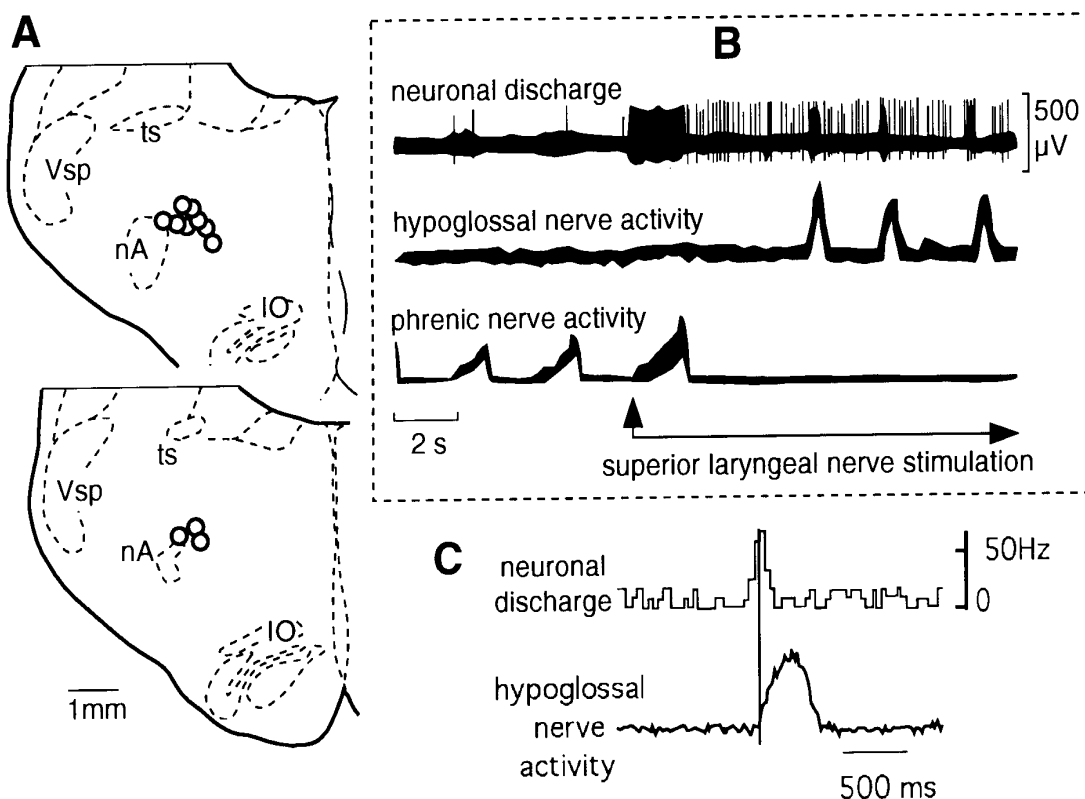 A
ts
Vsp
nA
IO
ts
Vsp
nA
IO
1mm
B
neuronal discharge
500
µV
hypoglossal nerve activity
phrenic nerve activity
2 s
superior laryngeal nerve stimulation
C
neuronal
discharge
50Hz
0
hypoglossal
nerve
activity
500 ms